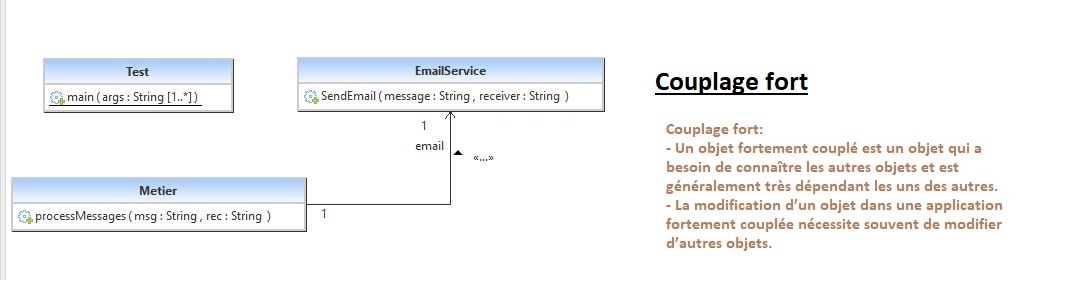 Test
main ( args : String [1..*] )
EmailService
SendEmail ( message : String , receiver : String )
1
email
«...»
Metier
processMessages ( msg : String , rec : String )
1
Couplage fort
Couplage fort:
- Un objet fortement couplé est un objet qui a
besoin de connaître les autres objets et est
généralement très dépendant les uns des autres.
- La modification d’un objet dans une application
fortement couplée nécessite souvent de modifier
d’autres objets.